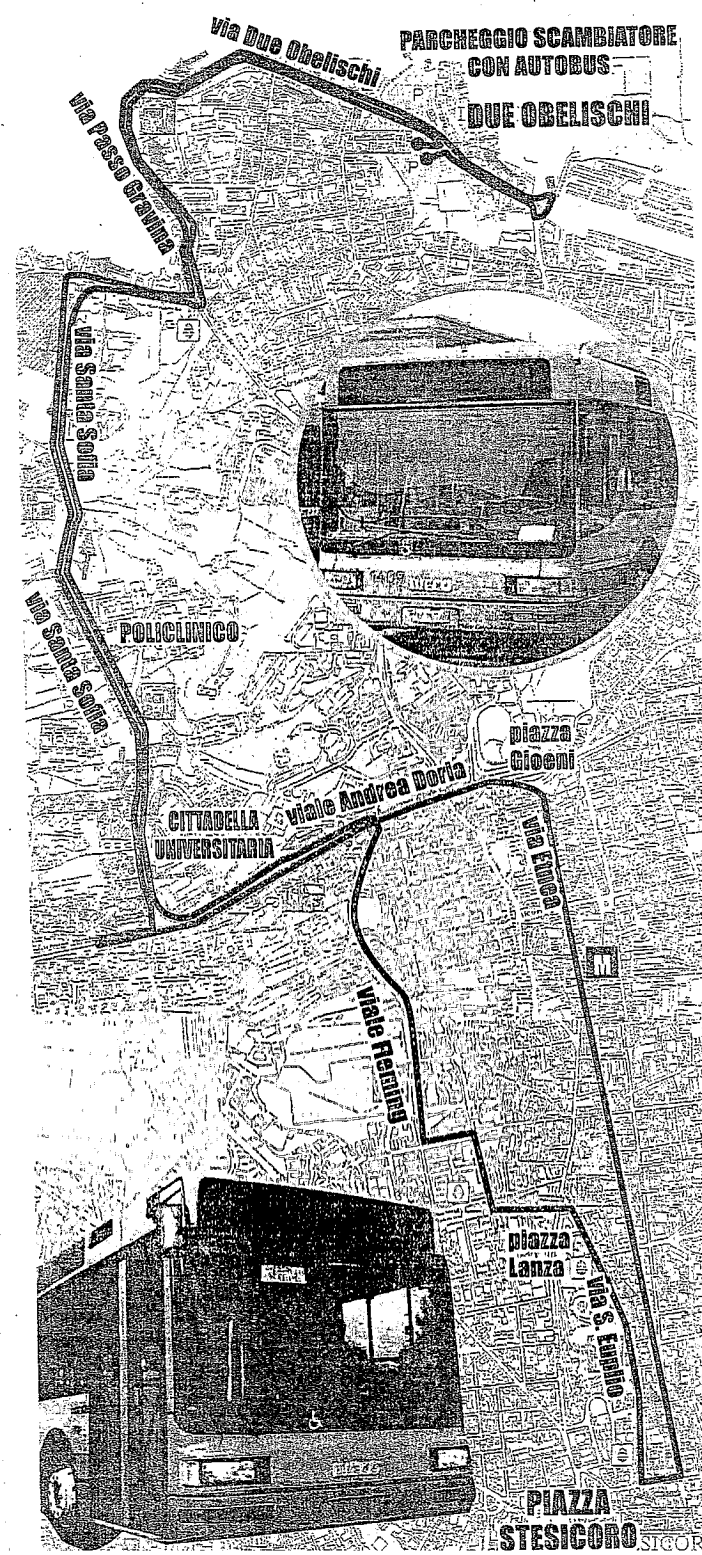 via Due Obelischi
PARCHEGGIO SCAMBIATORE
CON AUTOBUS
DUE OBELISCHI
P
P
via Passo Gravina
via Santa Sofia
via Santa Sofia
POLICLINICO
piazza
Gioeni
viale Andrea Doria
CITTADELLA
UNIVERSITARIA
via Etnea
M
viale Fleming
piazza
Lanza
Via S. Euplio
PIAZZA
STESICORO